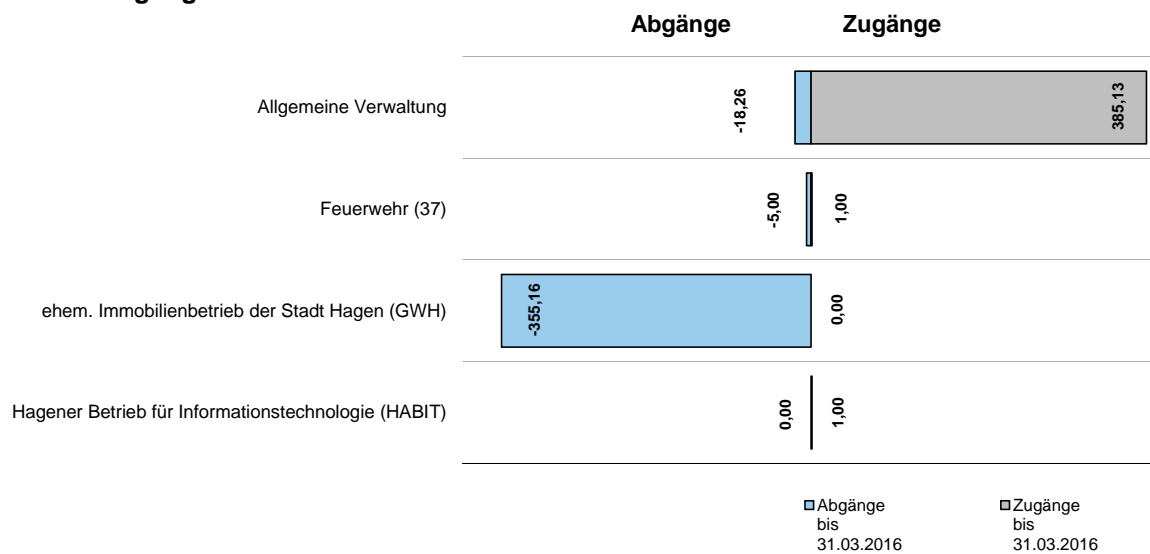 Abgänge Zugänge
Allgemeine Verwaltung -18,26 385,13
Feuerwehr (37) -5,00 1,00
ehem. Immobilienbetrieb der Stadt Hagen (GWH) -355,16 0,00
Hagener Betrieb für Informationstechnologie (HABIT) 0,00 1,00
Abgänge Zugänge
bis bis
31.03.2016 31.03.2016